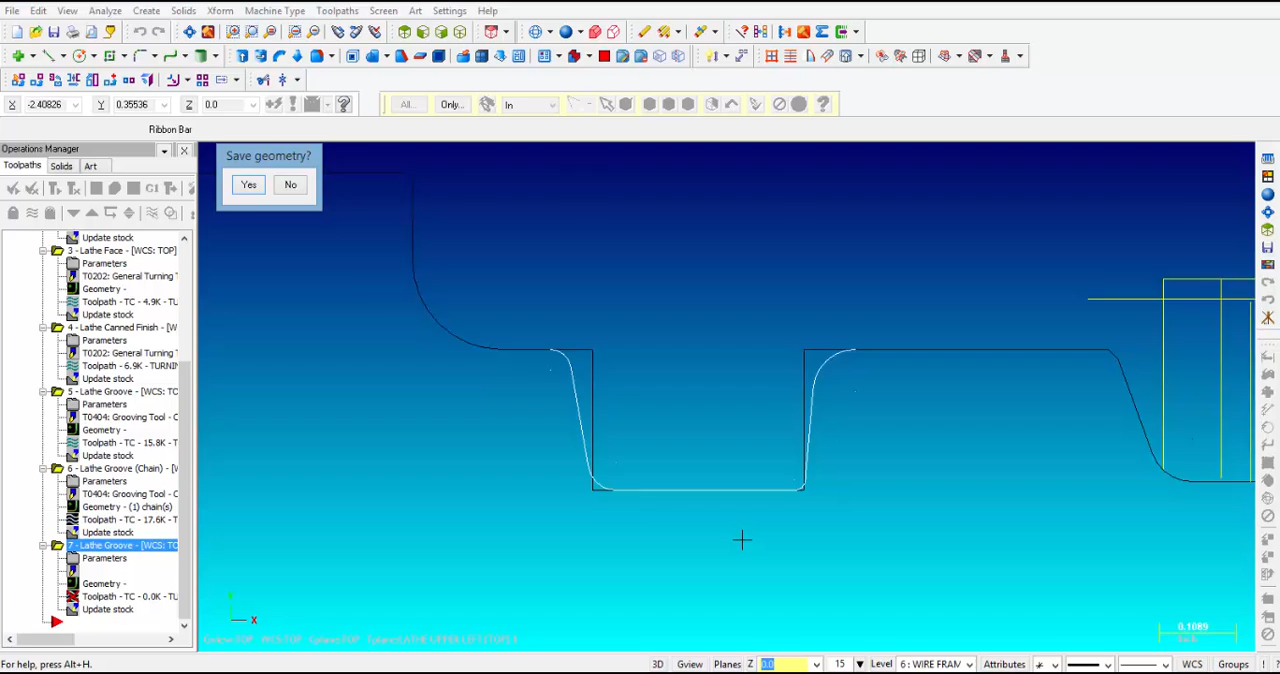 File Edit View Analyze Create Solids Xform Machine Type Toolpaths Screen Art Settings Help
X -2.40826 Y 0.35536 Z 0.0 All... Only... In
Ribbon Bar
Operations Manager
Toolpaths Solids Art
G1
Update stock
3 - Lathe Face - [WCS: TOP]
Parameters
T0202: General Turning
Geometry -
Toolpath - TC - 4.9K - TURN
Update stock
4 - Lathe Canned Finish - [W
Parameters
T0202: General Turning
Toolpath - 6.9K - TURNIN
Update stock
5 - Lathe Groove - [WCS: TO
Parameters
T0404: Grooving Tool - C
Geometry -
Toolpath - TC - 15.8K - T
Update stock
6 - Lathe Groove (Chain) - [W
Parameters
T0404: Grooving Tool - C
Geometry - (1) chain(s)
Toolpath - TC - 17.6K - T
Update stock
7 - Lathe Groove - [WCS: TO
Parameters
Geometry -
Toolpath - TC - 0.0K - TU
Update stock
Save geometry?
Yes No
Y
X
0.1089
For help, press Alt+H.
3D Gview Planes Z 0.0 15 Level 6 : WIRE FRAM Attributes WCS Groups ! ?